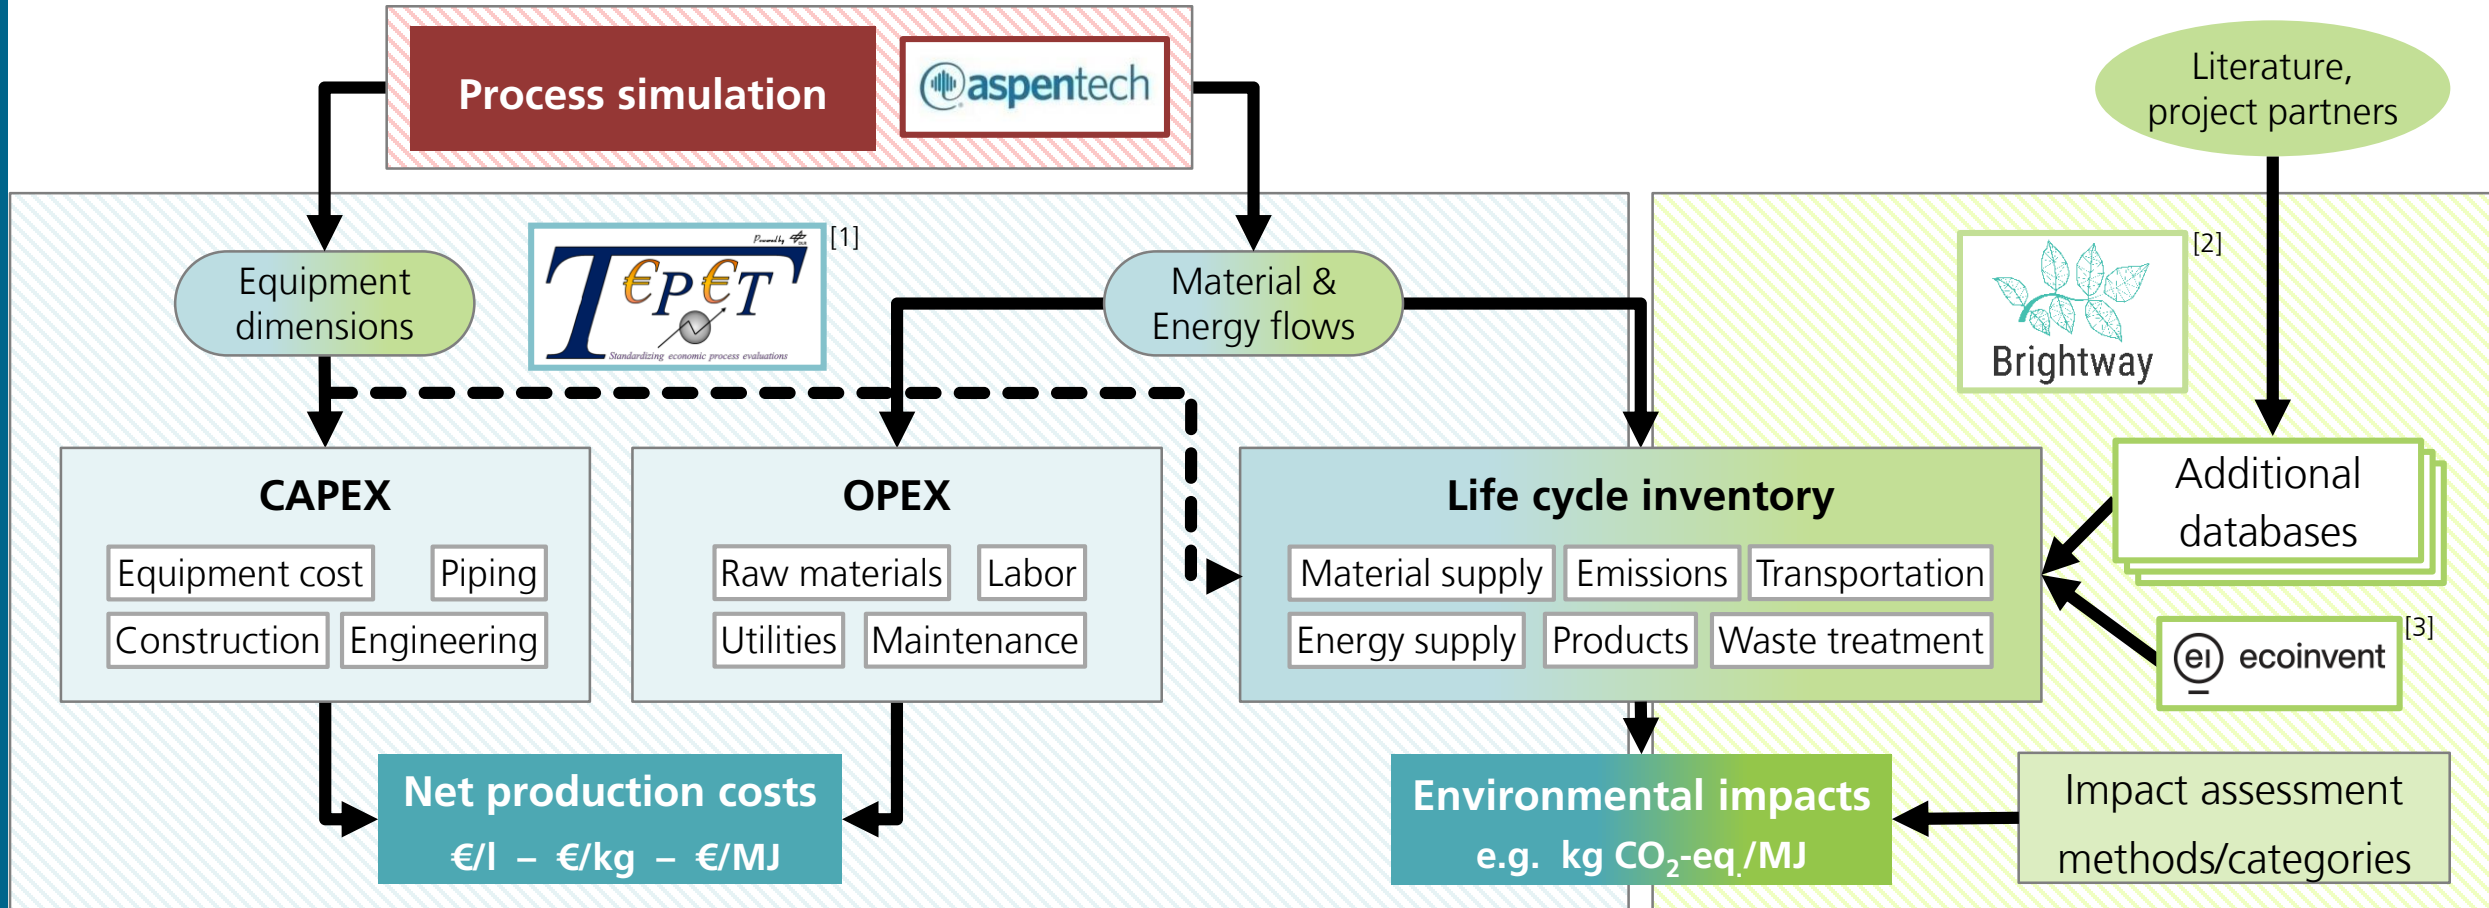 Process simulation
aspentech
Literature,
project partners
Equipment
dimensions
Powered by DLR
T€P€T
Standardizing economic process evaluations
[1]
Material &
Energy flows
Brightway
[2]
CAPEX
Equipment cost
Piping
Construction
Engineering
OPEX
Raw materials
Labor
Utilities
Maintenance
Life cycle inventory
Material supply
Emissions
Transportation
Energy supply
Products
Waste treatment
Additional
databases
ecoinvent
[3]
Net production costs
€/l – €/kg – €/MJ
Environmental impacts
e.g. kg CO₂-eq./MJ
Impact assessment
methods/categories